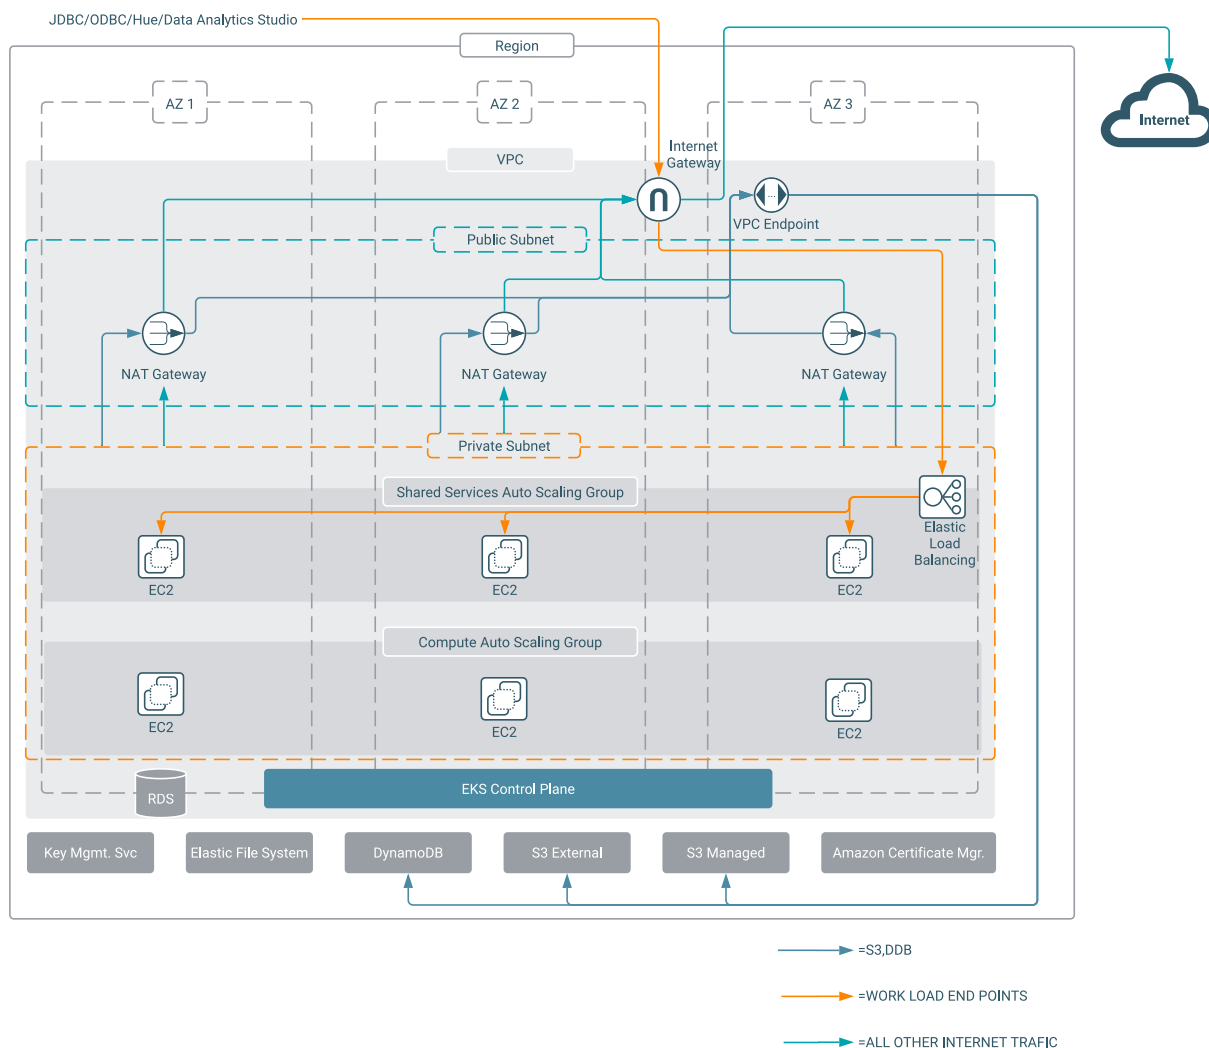 JDBC/ODBC/Hue/Data Analytics Studio
Region
AZ 1
AZ 2
AZ 3
Internet
Internet
Gateway
VPC
VPC Endpoint
Public Subnet
NAT Gateway
NAT Gateway
NAT Gateway
Private Subnet
Shared Services Auto Scaling Group
Elastic
Load
Balancing
EC2
EC2
EC2
Compute Auto Scaling Group
EC2
EC2
EC2
EKS Control Plane
RDS
Key Mgmt. Svc
Elastic File System
DynamoDB
S3 External
S3 Managed
Amazon Certificate Mgr.
=S3,DDB
=WORK LOAD END POINTS
=ALL OTHER INTERNET TRAFIC